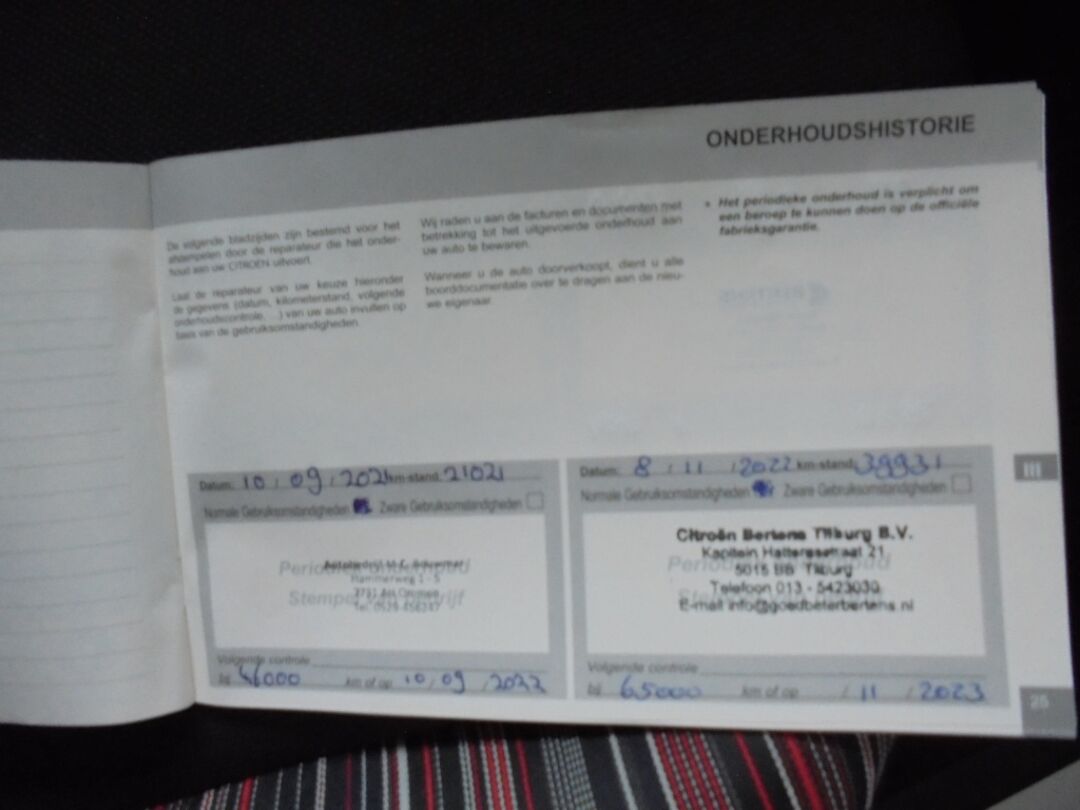 ONDERHOUDSHISTORIE
De volgende bladzijden zijn bestemd voor het
afstempelen door de reparateur die het onder-
houd aan uw CITROËN uitvoert.
Laat de reparateur van uw keuze hieronder
de gegevens (datum, kilometerstand, volgende
onderhoudscontrole, ...) van uw auto invullen op
basis van de gebruiksomstandigheden.
Wij raden u aan de facturen en documenten met
betrekking tot het uitgevoerde onderhoud aan
uw auto te bewaren.
Wanneer u de auto doorverkoopt, dient u alle
boorddocumentatie over te dragen aan de nieu-
we eigenaar.
Het periodieke onderhoud is verplicht om
een beroep te kunnen doen op de officiële
fabrieksgarantie.
III
Datum: 10 / 09 / 2021 km-stand: 21021
Normale Gebruiksomstandigheden Zware Gebruiksomstandigheden
Periodiek onderhoud
Hammerweg 1 - 5
Stempel bedrijf
Volgende controle
bij 46000 km of op 10 / 09 / 2022
Datum: 8 / 11 / 2022 km-stand: 39931
Normale Gebruiksomstandigheden Zware Gebruiksomstandigheden
Citroën Bertens Tilburg B.V.
Kapitein Hatterasstraat 21
5015 BB Tilburg
Telefoon 013 - 5423030
E-mail info@goedbeterbertens.nl
Volgende controle
bij 65000 km of op / 11 / 2023
25